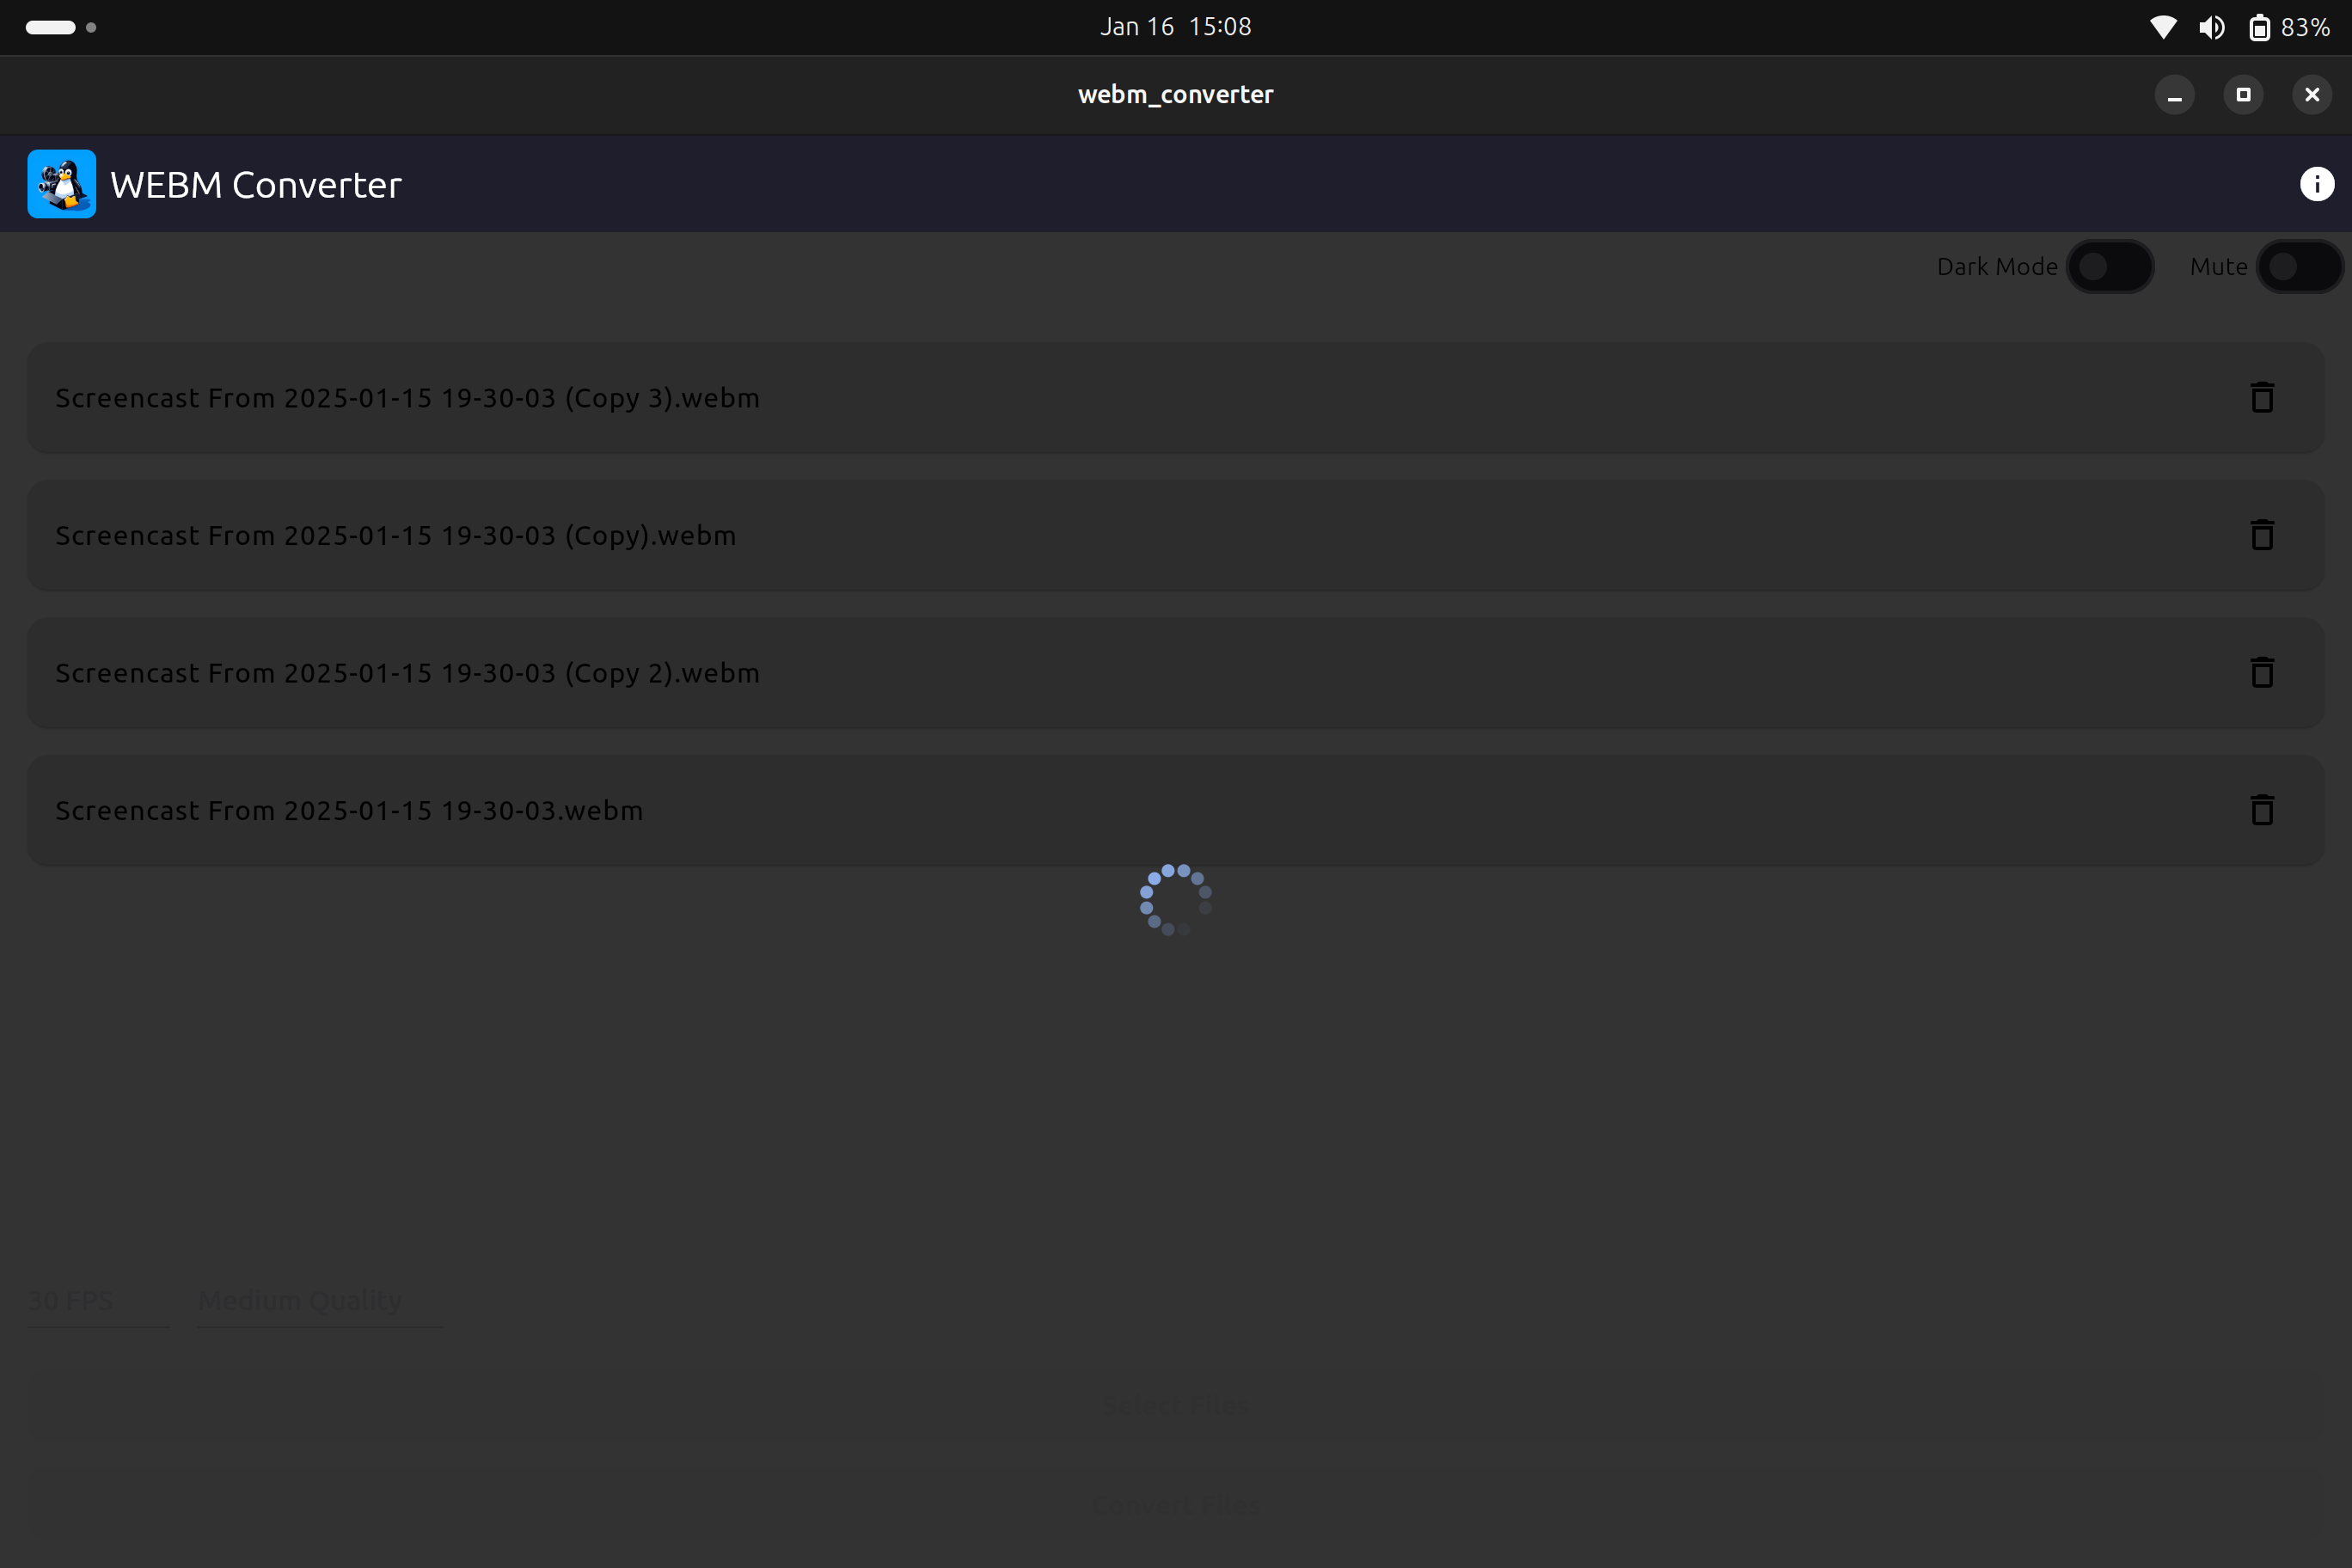 Jan 16 15:08
83%
webm_converter
WEBM Converter
Dark Mode
Mute
Screencast From 2025-01-15 19-30-03 (Copy 3).webm
Screencast From 2025-01-15 19-30-03 (Copy).webm
Screencast From 2025-01-15 19-30-03 (Copy 2).webm
Screencast From 2025-01-15 19-30-03.webm
30 FPS
Medium Quality
Select Files
Convert Files